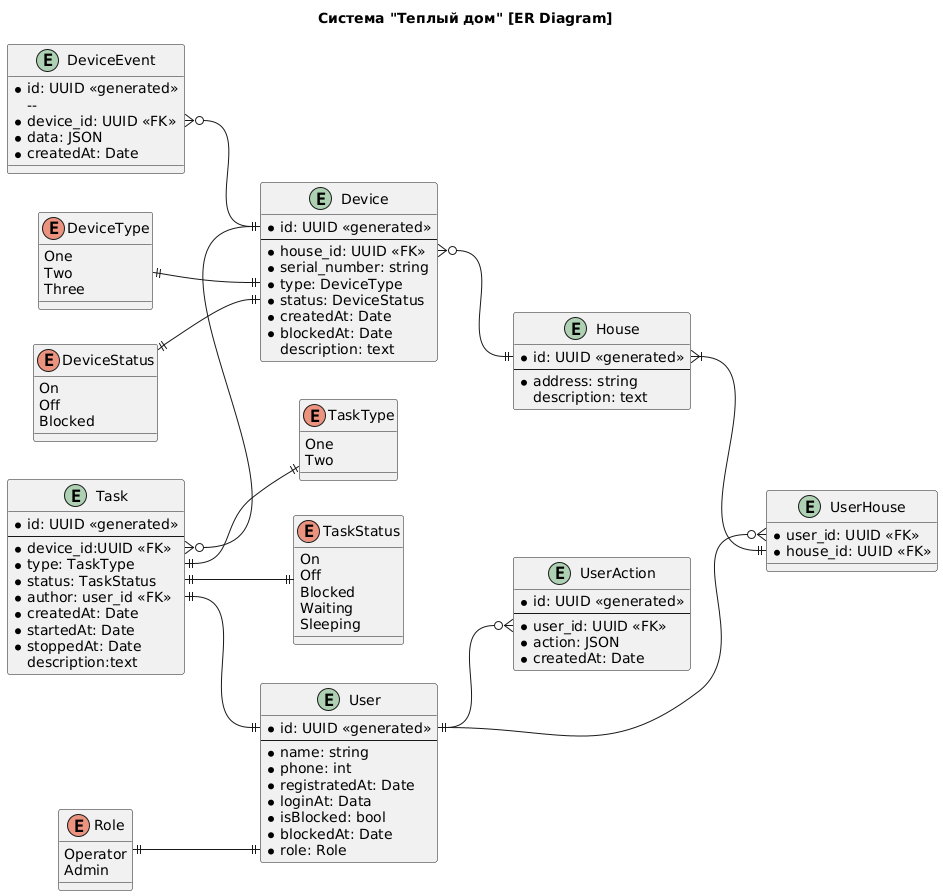 Система "Теплый дом" [ER Diagram]
E DeviceEvent
id: UUID «generated»
--
device_id: UUID «FK»
data: JSON
createdAt: Date
E DeviceType
One
Two
Three
E DeviceStatus
On
Off
Blocked
E Device
id: UUID «generated»
house_id: UUID «FK»
serial_number: string
type: DeviceType
status: DeviceStatus
createdAt: Date
blockedAt: Date
description: text
E House
id: UUID «generated»
address: string
description: text
E TaskType
One
Two
E Task
id: UUID «generated»
device_id:UUID «FK»
type: TaskType
status: TaskStatus
author: user_id «FK»
createdAt: Date
startedAt: Date
stoppedAt: Date
description:text
E TaskStatus
On
Off
Blocked
Waiting
Sleeping
E UserHouse
user_id: UUID «FK»
house_id: UUID «FK»
E UserAction
id: UUID «generated»
user_id: UUID «FK»
action: JSON
createdAt: Date
E User
id: UUID «generated»
name: string
phone: int
registratedAt: Date
loginAt: Data
isBlocked: bool
blockedAt: Date
role: Role
E Role
Operator
Admin